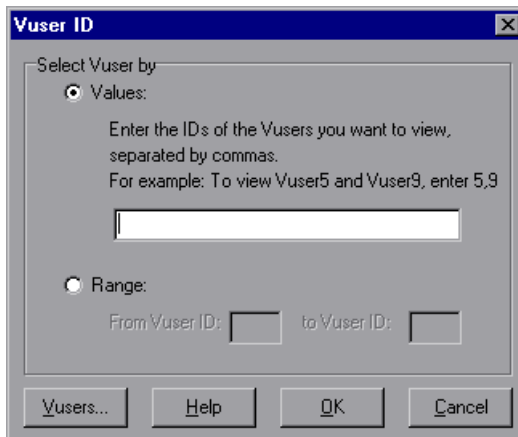 Vuser ID
Select Vuser by
Values:
Enter the IDs of the Vusers you want to view,
separated by commas.
For example: To view Vuser5 and Vuser9, enter 5,9
Range:
From Vuser ID: to Vuser ID:
Vusers... Help OK Cancel